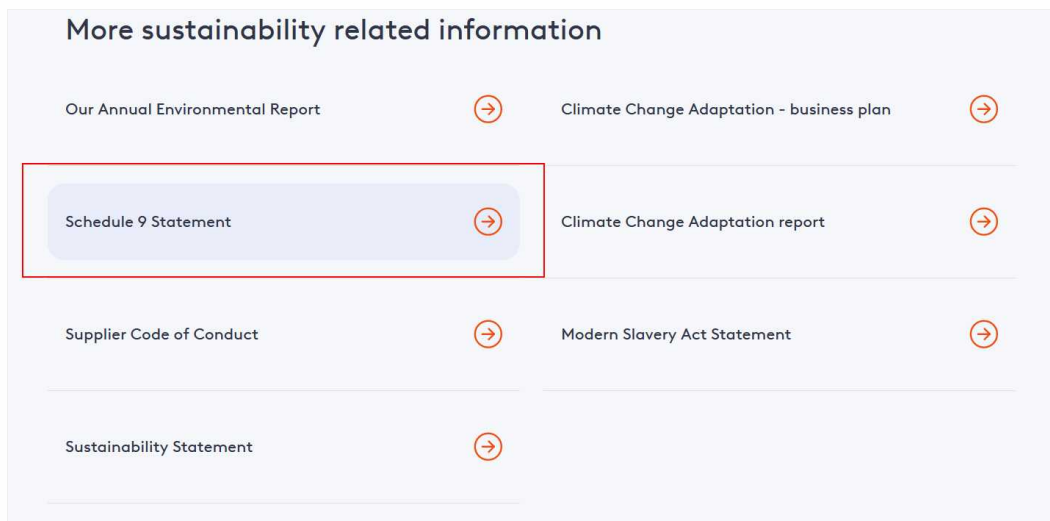 More sustainability related information
Our Annual Environmental Report
Climate Change Adaptation - business plan
Schedule 9 Statement
Climate Change Adaptation report
Supplier Code of Conduct
Modern Slavery Act Statement
Sustainability Statement